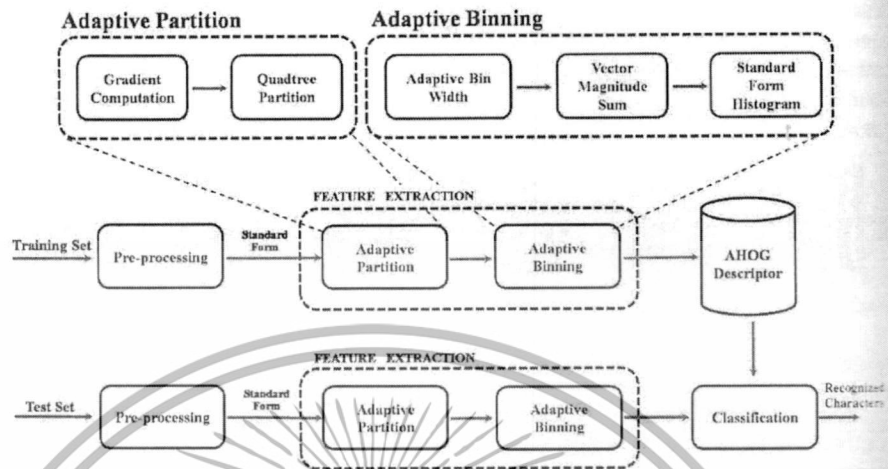 Adaptive Partition
Adaptive Binning
Gradient
Computation
Quadtree
Partition
Adaptive Bin
Width
Vector
Magnitude
Sum
Standard
Form
Histogram
FEATURE EXTRACTION
Training Set
Pre-processing
Standard
Form
Adaptive
Partition
Adaptive
Binning
AHOG
Descriptor
FEATURE EXTRACTION
Test Set
Pre-processing
Standard
Form
Adaptive
Partition
Adaptive
Binning
Classification
Recognized
Characters